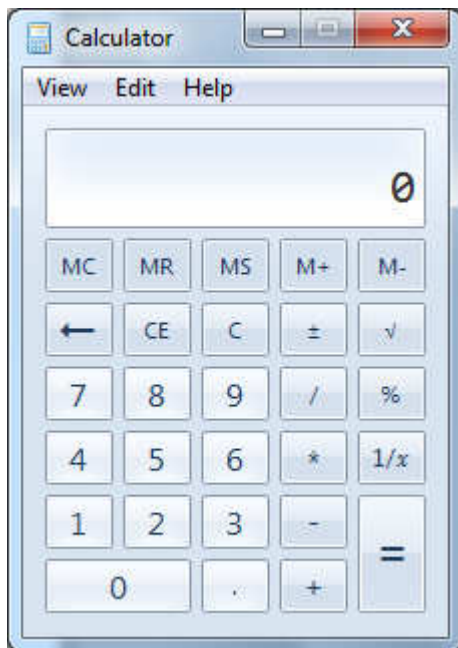 Calculator
View Edit Help
0
MC MR MS M+ M-
← CE C ± √
7 8 9 / %
4 5 6 * 1/x
1 2 3 - =
0 . +